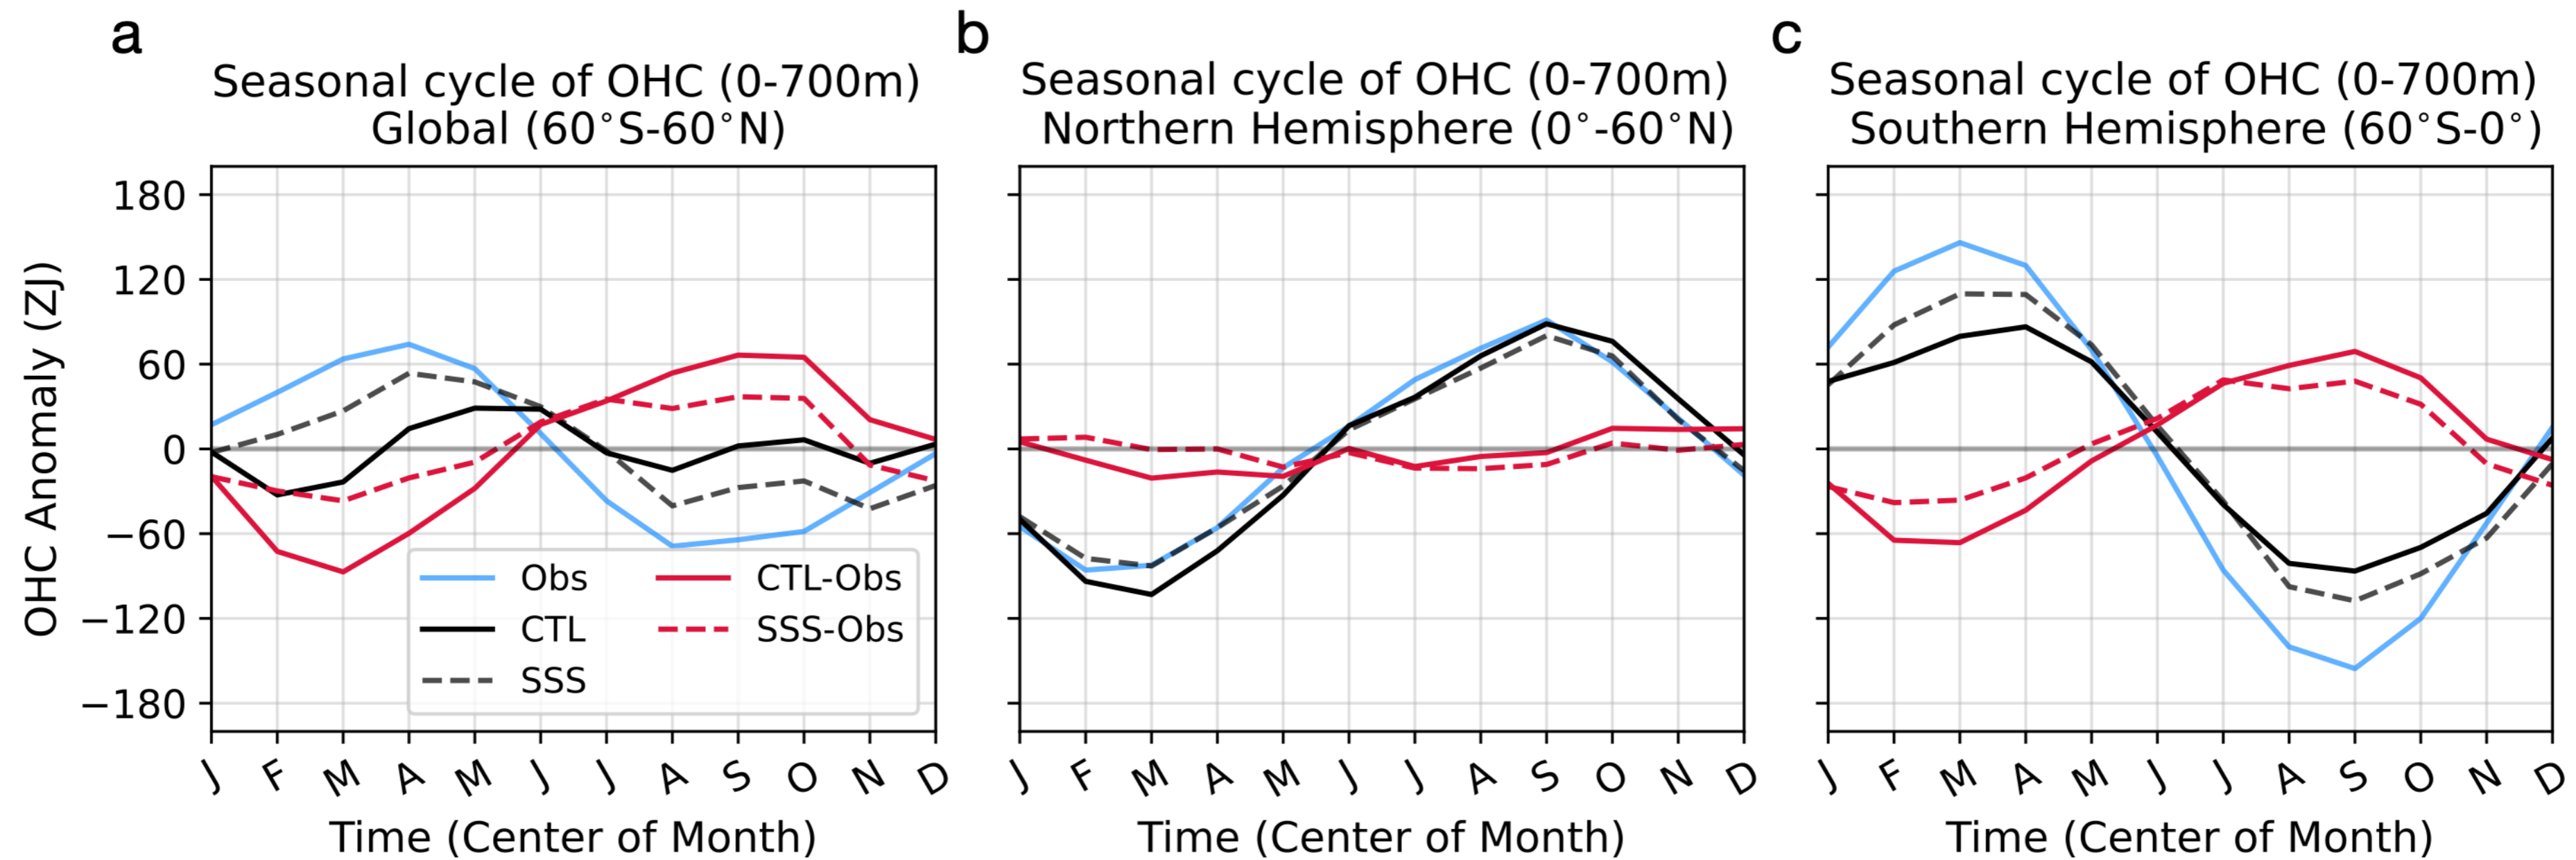 a
Seasonal cycle of OHC (0-700m)
Global (60°S-60°N)
b
Seasonal cycle of OHC (0-700m)
Northern Hemisphere (0°-60°N)
c
Seasonal cycle of OHC (0-700m)
Southern Hemisphere (60°S-0°)
OHC Anomaly (ZJ)
180
120
60
0
−60
−120
−180
Obs
CTL
SSS
CTL-Obs
SSS-Obs
J F M A M J J A S O N D
Time (Center of Month)
J F M A M J J A S O N D
Time (Center of Month)
J F M A M J J A S O N D
Time (Center of Month)